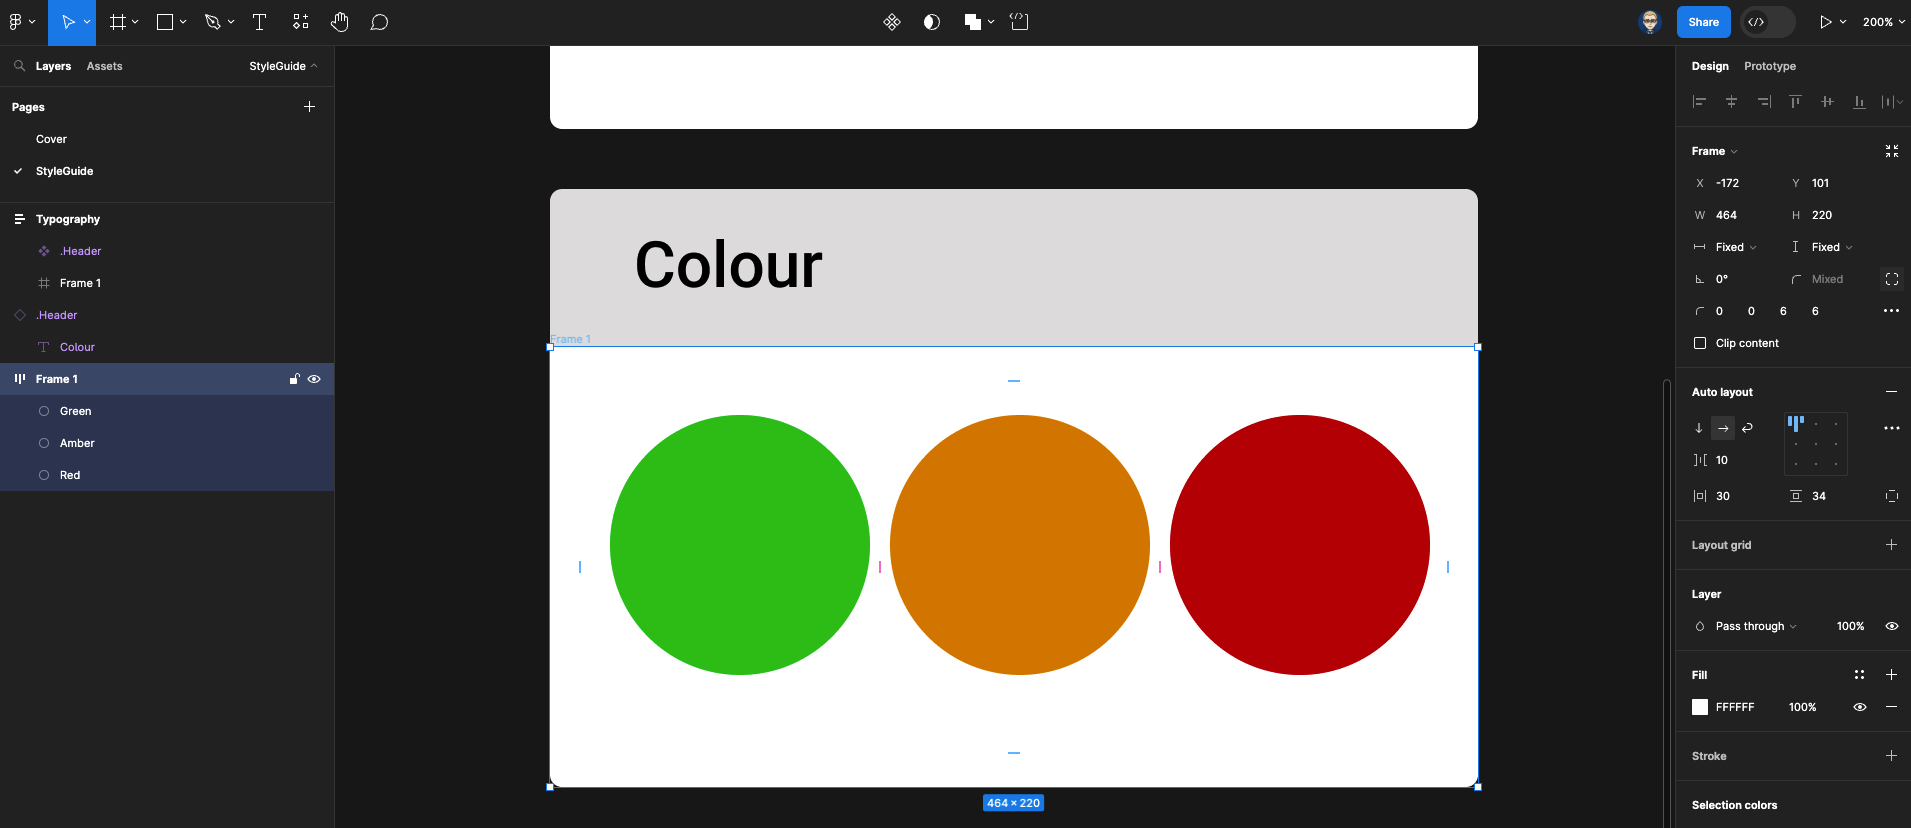 Share
200%
Layers Assets StyleGuide
Pages
Cover
StyleGuide
Typography
.Header
Frame 1
.Header
Colour
Frame 1
Green
Amber
Red
Colour
Frame 1
464 × 220
Design Prototype
Frame
X -172 Y 101
W 464 H 220
Fixed Fixed
0° Mixed
0 0 6 6
Clip content
Auto layout
10
30 34
Layout grid
Layer
Pass through 100%
Fill
FFFFFF 100%
Stroke
Selection colors